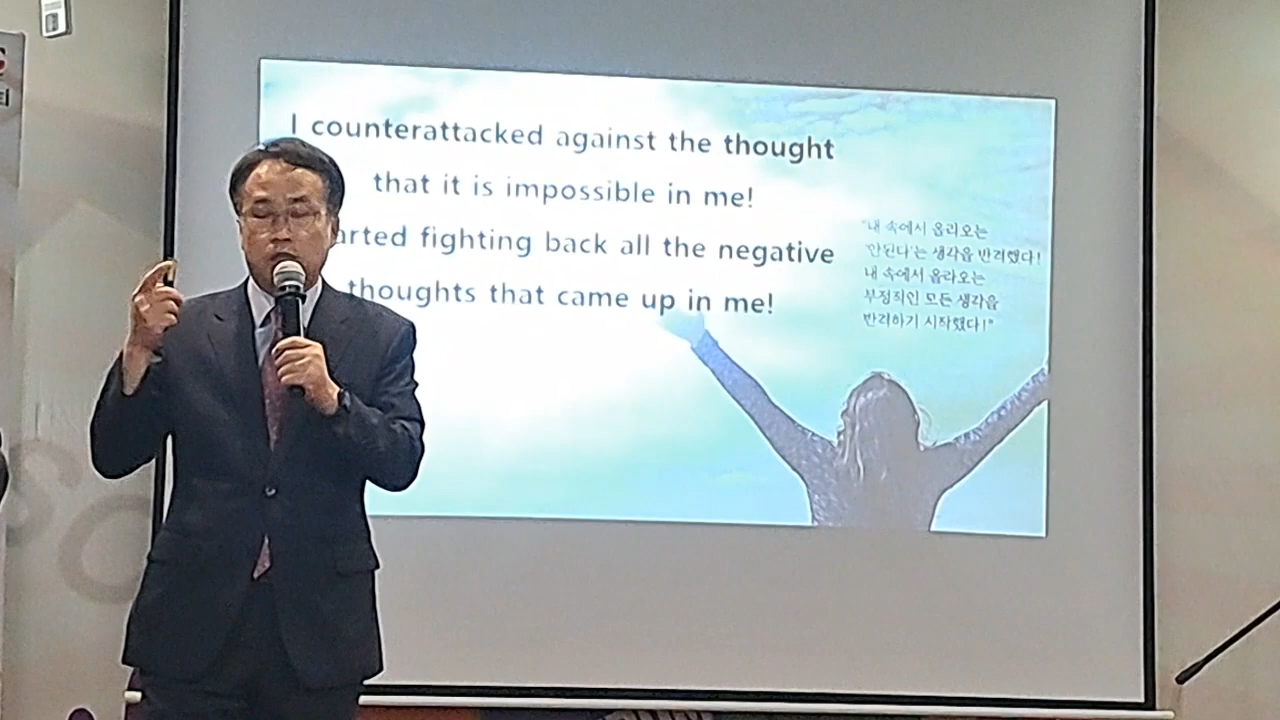 I counterattacked against the thought
that it is impossible in me!
arted fighting back all the negative
thoughts that came up in me!
"내 속에서 올라오는
'안된다'는 생각을 반격했다!
내 속에서 올라오는
부정적인 모든 생각을
반격하기 시작했다!"